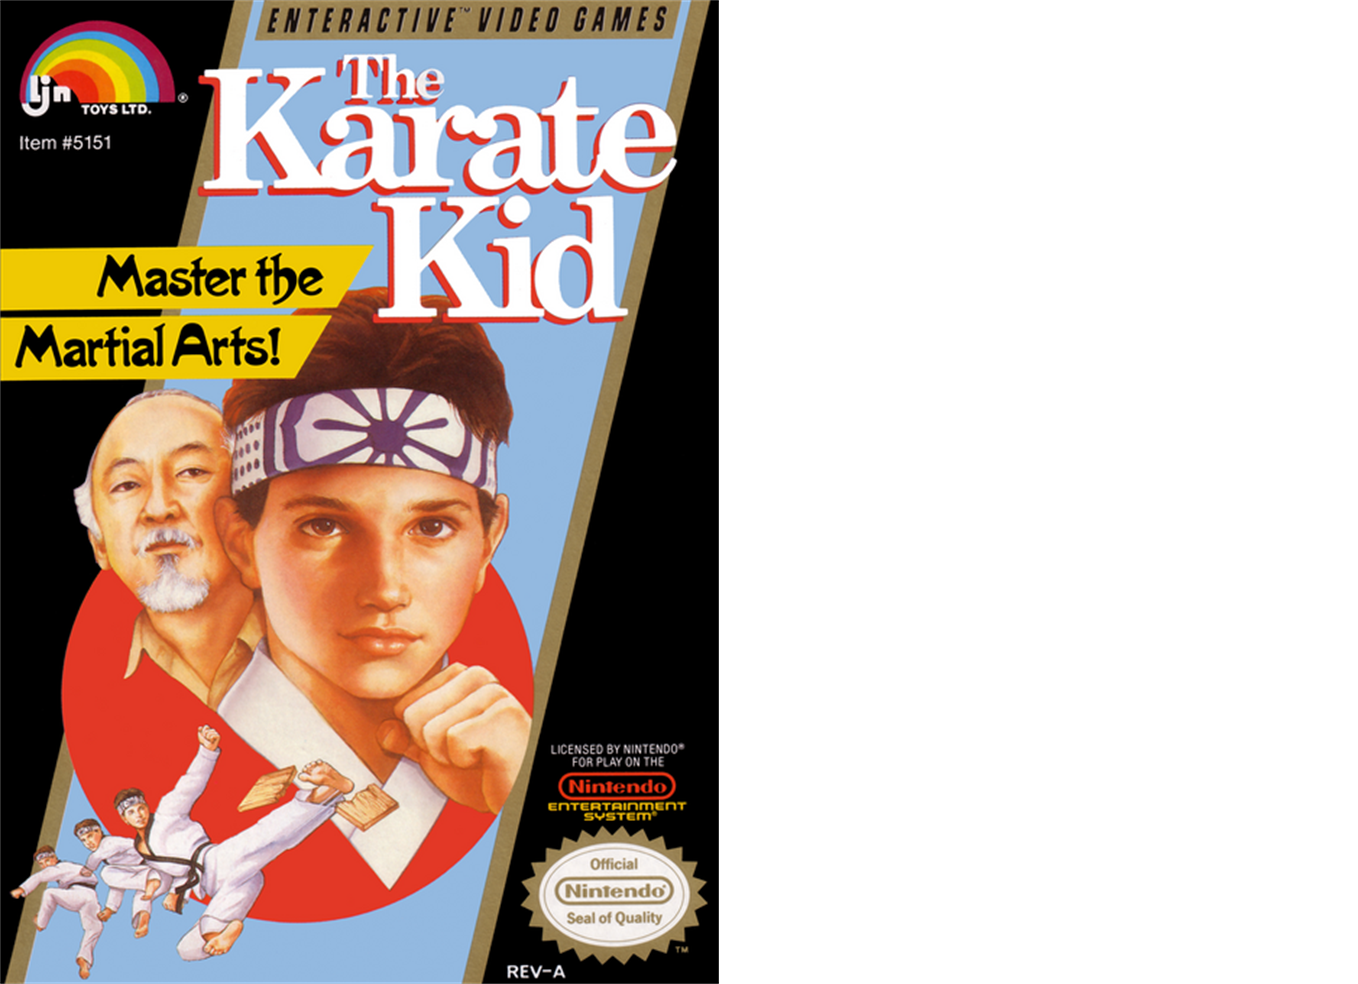 ENTERACTIVE™ VIDEO GAMES
ljn
TOYS LTD.®
Item #5151
The
Karate
Kid
Master the
Martial Arts!
LICENSED BY NINTENDO®
FOR PLAY ON THE
Nintendo
ENTERTAINMENT
SYSTEM®
Official
Nintendo®
Seal of Quality
TM
REV-A